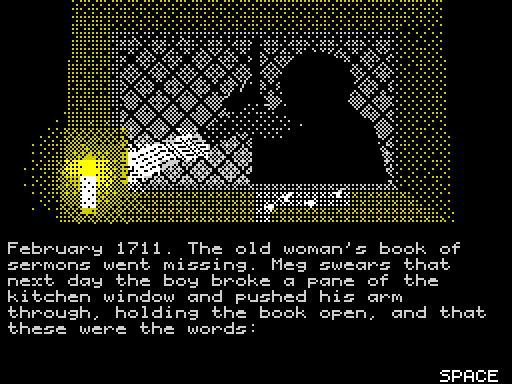 February 1711. The old woman's book of
sermons went missing. Meg swears that
next day the boy broke a pane of the
kitchen window and pushed his arm
through, holding the book open, and that
these were the words:
SPACE